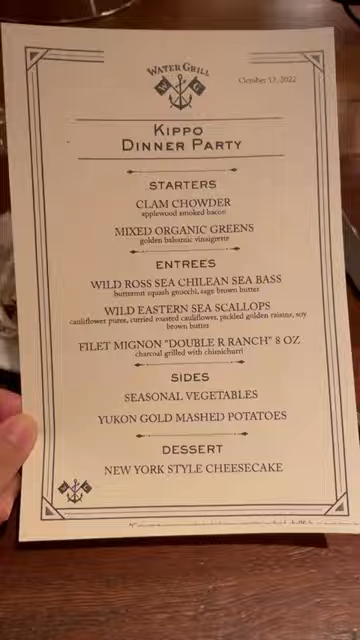 WATER GRILL
W G
October 13, 2022
KIPPO
DINNER PARTY
STARTERS
CLAM CHOWDER
applewood smoked bacon
MIXED ORGANIC GREENS
golden balsamic vinaigrette
ENTREES
WILD ROSS SEA CHILEAN SEA BASS
butternut squash gnocchi, sage brown butter
WILD EASTERN SEA SCALLOPS
cauliflower puree, curried roasted cauliflower, pickled golden raisins, soy
brown butter
FILET MIGNON "DOUBLE R RANCH" 8 OZ
charcoal grilled with chimichurri
SIDES
SEASONAL VEGETABLES
YUKON GOLD MASHED POTATOES
DESSERT
NEW YORK STYLE CHEESECAKE
W G